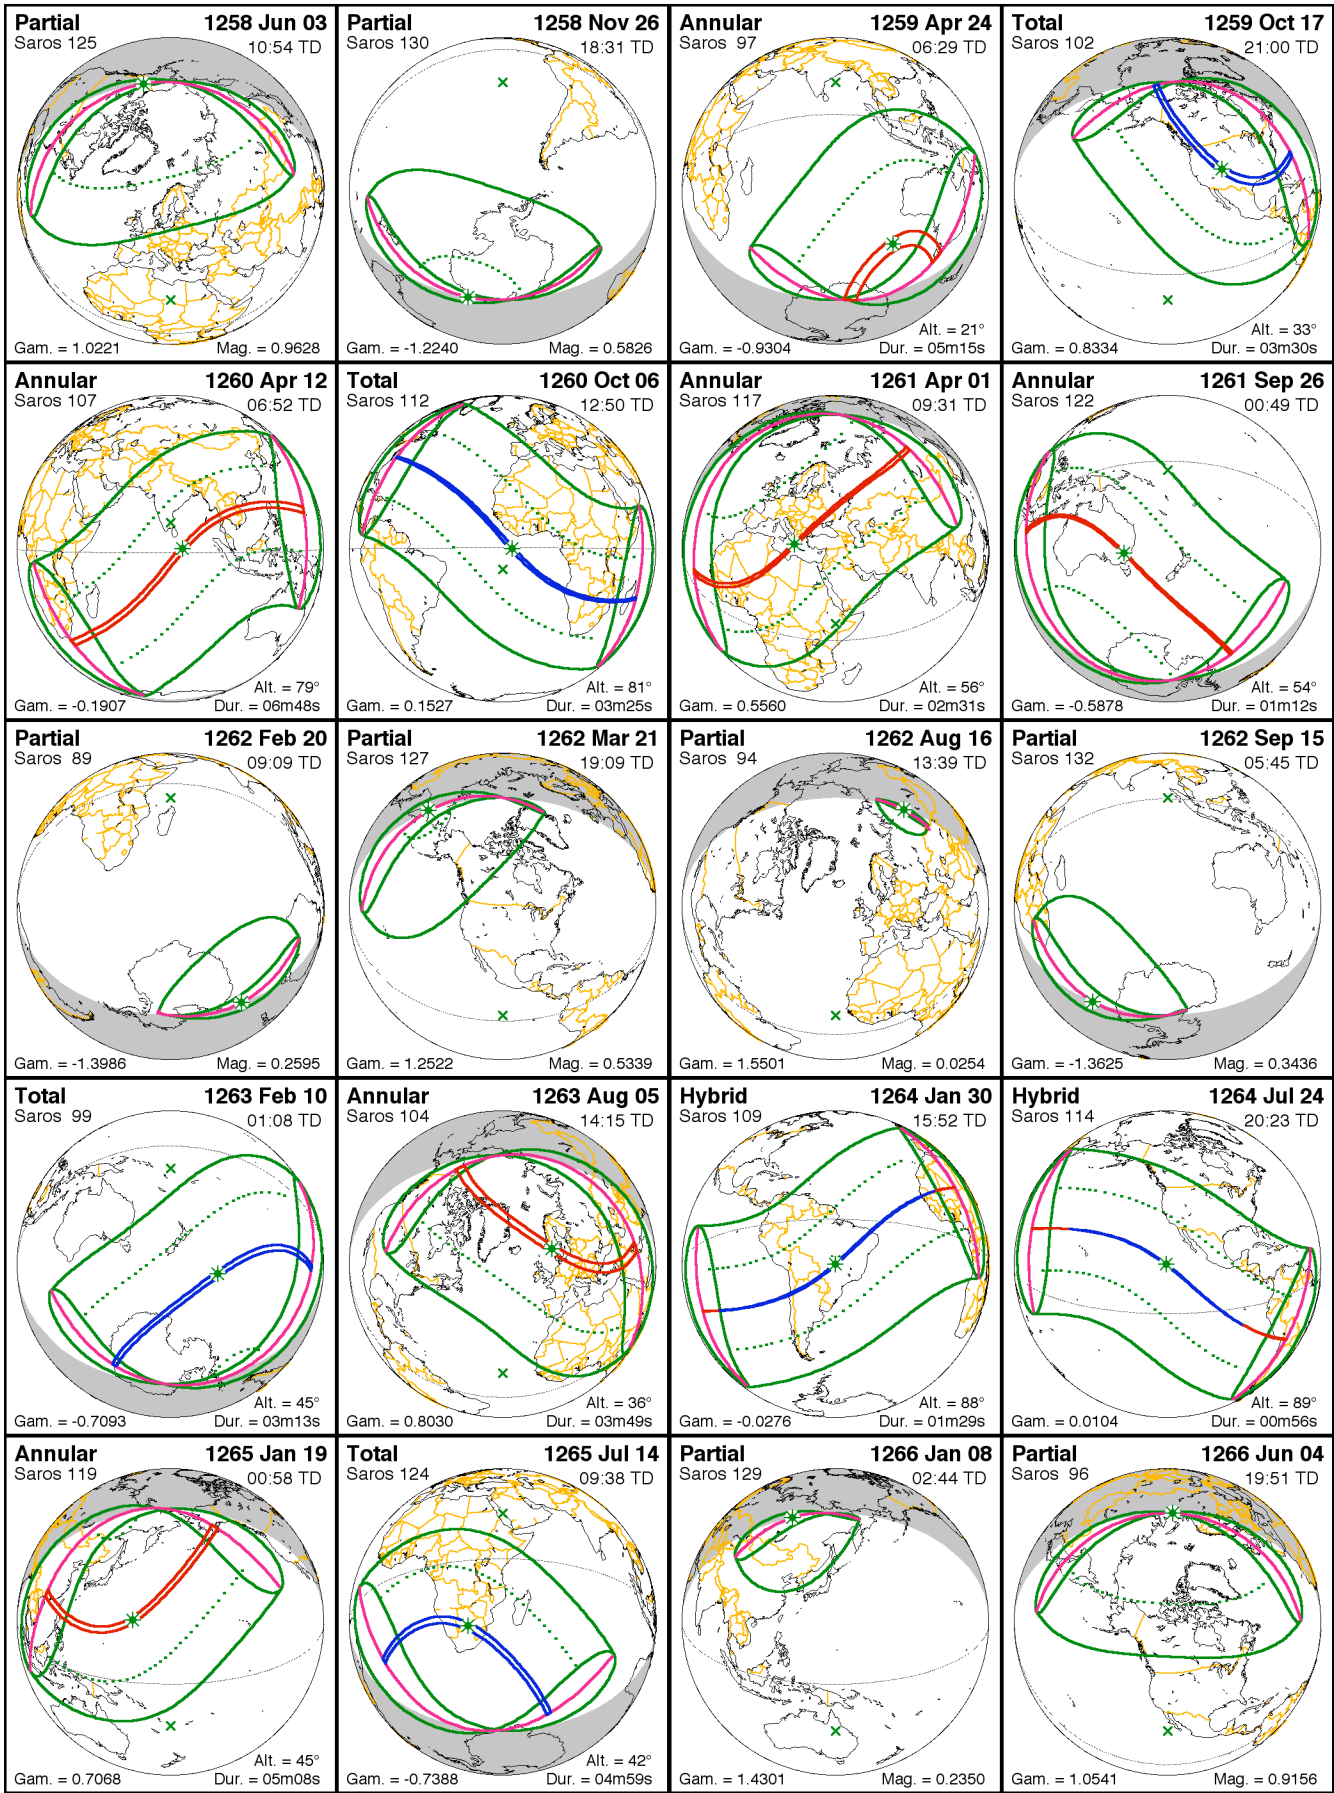 Partial 1258 Jun 03
Saros 125 10:54 TD
Gam. = 1.0221 Mag. = 0.9628
Partial 1258 Nov 26
Saros 130 18:31 TD
Gam. = -1.2240 Mag. = 0.5826
Annular 1259 Apr 24
Saros 97 06:29 TD
Alt. = 21°
Gam. = -0.9304 Dur. = 05m15s
Total 1259 Oct 17
Saros 102 21:00 TD
Alt. = 33°
Gam. = 0.8334 Dur. = 03m30s
Annular 1260 Apr 12
Saros 107 06:52 TD
Alt. = 79°
Gam. = -0.1907 Dur. = 06m48s
Total 1260 Oct 06
Saros 112 12:50 TD
Alt. = 81°
Gam. = 0.1527 Dur. = 03m25s
Annular 1261 Apr 01
Saros 117 09:31 TD
Alt. = 56°
Gam. = 0.5560 Dur. = 02m31s
Annular 1261 Sep 26
Saros 122 00:49 TD
Alt. = 54°
Gam. = -0.5878 Dur. = 01m12s
Partial 1262 Feb 20
Saros 89 09:09 TD
Gam. = -1.3986 Mag. = 0.2595
Partial 1262 Mar 21
Saros 127 19:09 TD
Gam. = 1.2522 Mag. = 0.5339
Partial 1262 Aug 16
Saros 94 13:39 TD
Gam. = 1.5501 Mag. = 0.0254
Partial 1262 Sep 15
Saros 132 05:45 TD
Gam. = -1.3625 Mag. = 0.3436
Total 1263 Feb 10
Saros 99 01:08 TD
Alt. = 45°
Gam. = -0.7093 Dur. = 03m13s
Annular 1263 Aug 05
Saros 104 14:15 TD
Alt. = 36°
Gam. = 0.8030 Dur. = 03m49s
Hybrid 1264 Jan 30
Saros 109 15:52 TD
Alt. = 88°
Gam. = -0.0276 Dur. = 01m29s
Hybrid 1264 Jul 24
Saros 114 20:23 TD
Alt. = 89°
Gam. = 0.0104 Dur. = 00m56s
Annular 1265 Jan 19
Saros 119 00:58 TD
Alt. = 45°
Gam. = 0.7068 Dur. = 05m08s
Total 1265 Jul 14
Saros 124 09:38 TD
Alt. = 42°
Gam. = -0.7388 Dur. = 04m59s
Partial 1266 Jan 08
Saros 129 02:44 TD
Gam. = 1.4301 Mag. = 0.2350
Partial 1266 Jun 04
Saros 96 19:51 TD
Gam. = 1.0541 Mag. = 0.9156